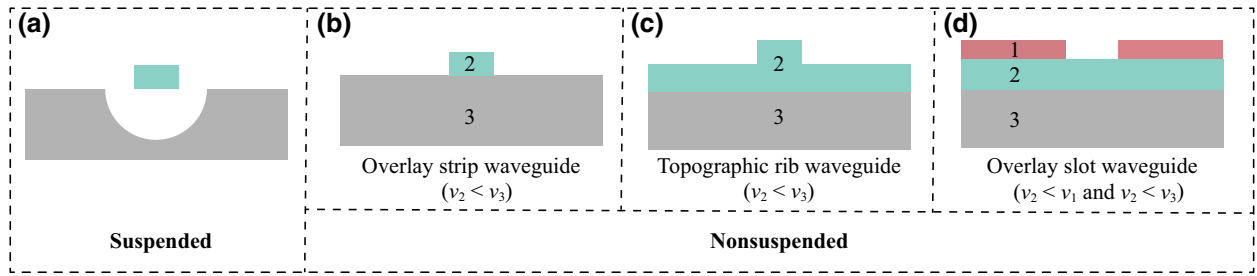 (a)
(b)
(c)
(d)
2
3
2
3
1
2
3
Overlay strip waveguide
(v₂ < v₃)
Topographic rib waveguide
(v₂ < v₃)
Overlay slot waveguide
(v₂ < v₁ and v₂ < v₃)
Suspended
Nonsuspended